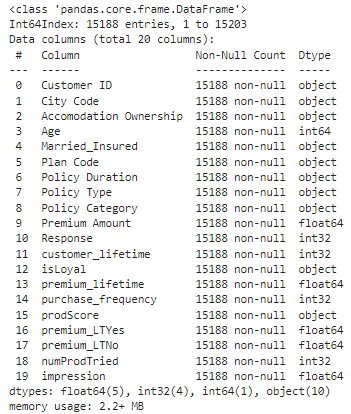 <class 'pandas.core.frame.DataFrame'>
Int64Index: 15188 entries, 1 to 15203
Data columns (total 20 columns):
 #   Column                  Non-Null Count  Dtype
---  ------                  --------------  -----
 0   Customer ID             15188 non-null  object
 1   City Code               15188 non-null  object
 2   Accomodation Ownership  15188 non-null  object
 3   Age                     15188 non-null  int64
 4   Married_Insured         15188 non-null  object
 5   Plan Code               15188 non-null  object
 6   Policy Duration         15188 non-null  object
 7   Policy Type             15188 non-null  object
 8   Policy Category         15188 non-null  object
 9   Premium Amount          15188 non-null  float64
 10  Response                15188 non-null  int32
 11  customer_lifetime       15188 non-null  int32
 12  isLoyal                 15188 non-null  object
 13  premium_lifetime        15188 non-null  float64
 14  purchase_frequency      15188 non-null  int32
 15  prodScore               15188 non-null  object
 16  premium_LTYes           15188 non-null  float64
 17  premium_LTNo            15188 non-null  float64
 18  numProdTried            15188 non-null  int32
 19  impression              15188 non-null  float64
dtypes: float64(5), int32(4), int64(1), object(10)
memory usage: 2.2+ MB